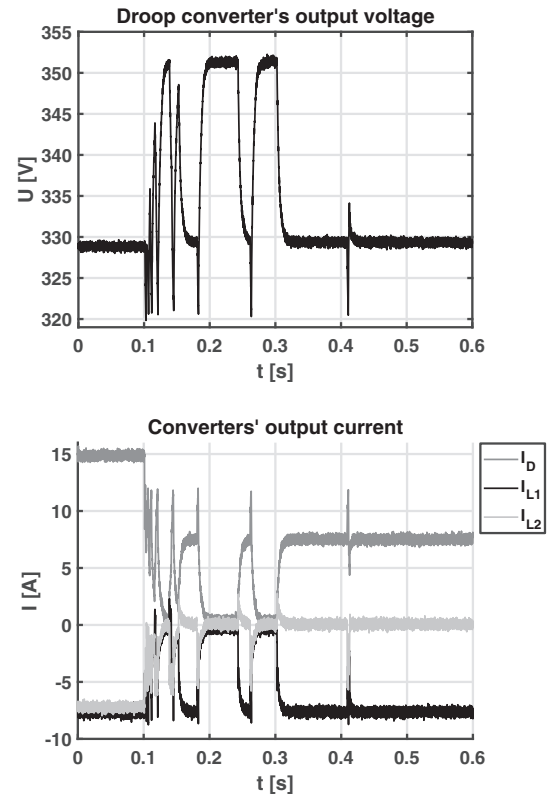 Droop converter's output voltage
355
350
345
340
335
330
325
320
U [V]
0 0.1 0.2 0.3 0.4 0.5 0.6
t [s]
Converters' output current
15
10
5
0
-5
-10
I [A]
0 0.1 0.2 0.3 0.4 0.5 0.6
t [s]
I_D
I_L1
I_L2